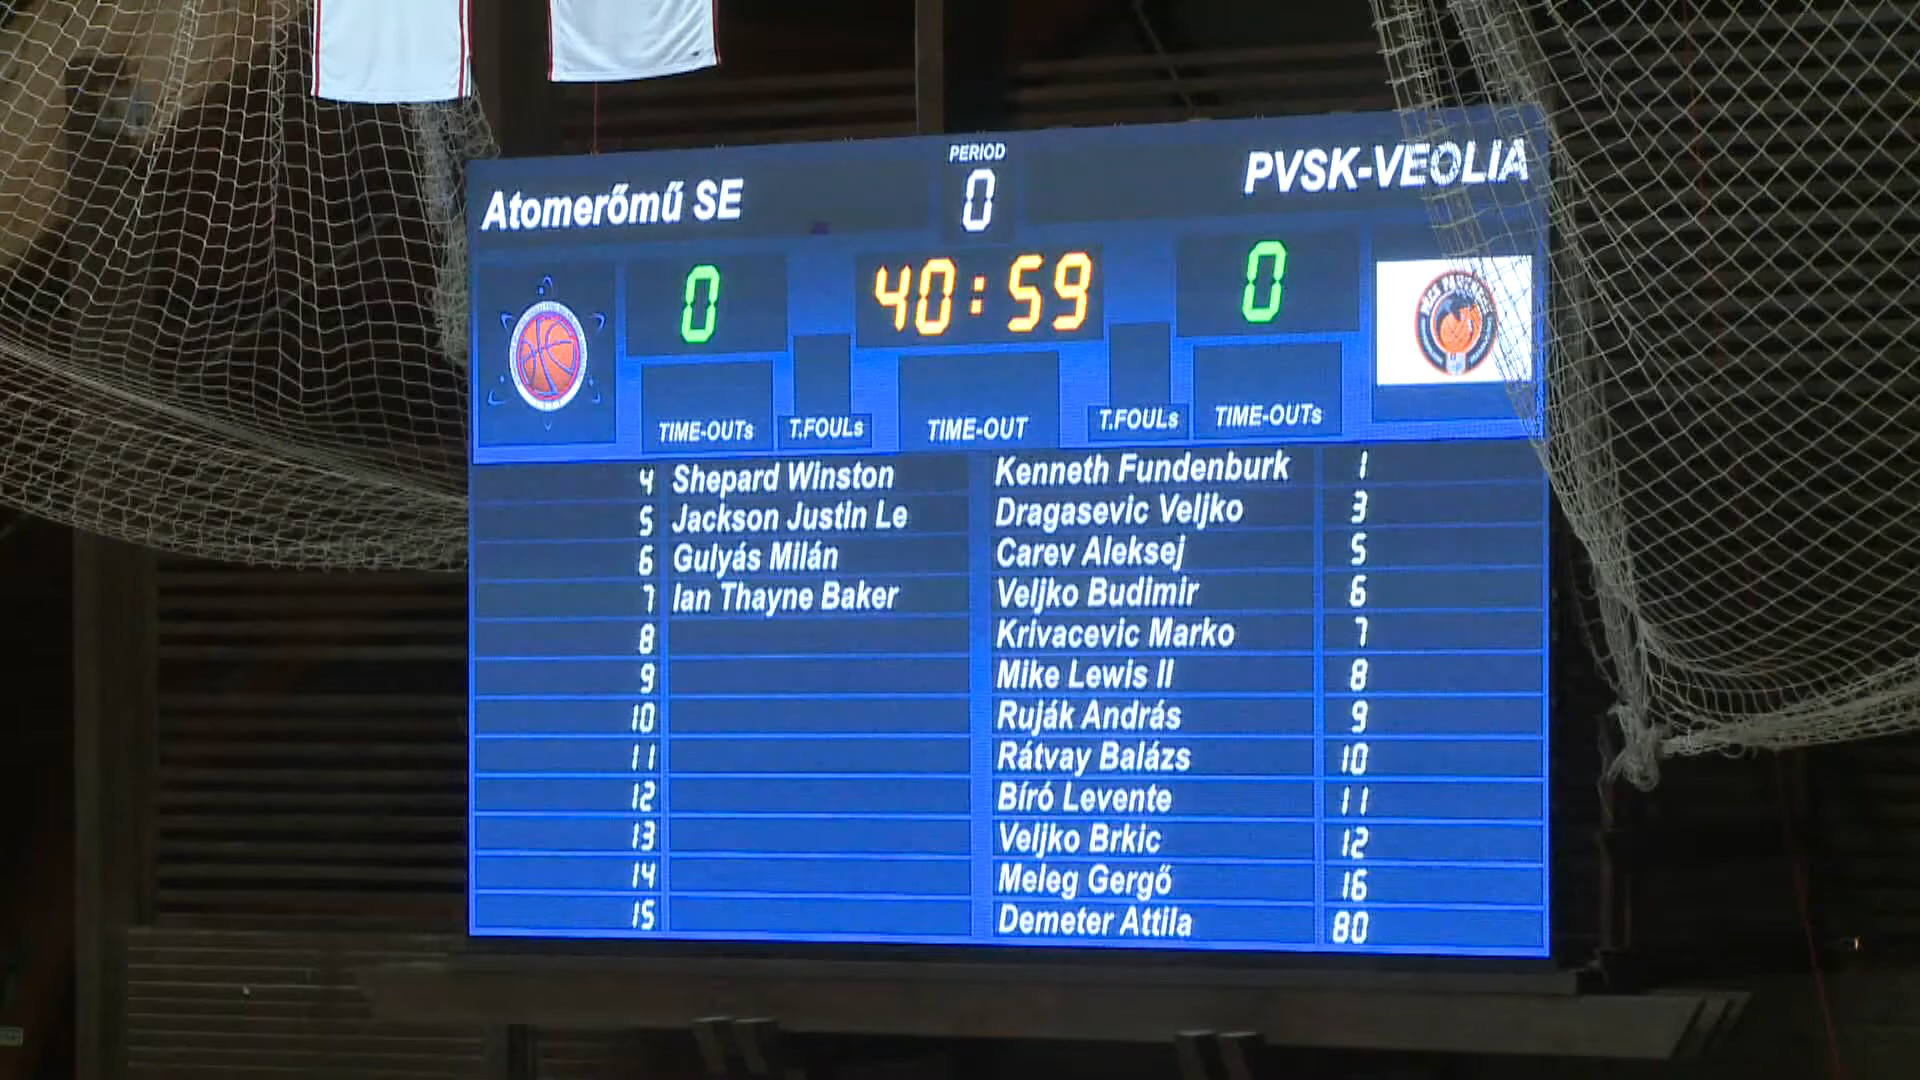 PERIOD
Atomerőmű SE 0 PVSK-VEOLIA
0 40:59 0
TIME-OUTs T.FOULs TIME-OUT T.FOULs TIME-OUTs
4 Shepard Winston Kenneth Fundenburk 1
5 Jackson Justin Le Dragasevic Veljko 3
6 Gulyás Milán Carev Aleksej 5
7 Ian Thayne Baker Veljko Budimir 6
8 Krivacevic Marko 7
9 Mike Lewis II 8
10 Ruják András 9
11 Rátvay Balázs 10
12 Bíró Levente 11
13 Veljko Brkic 12
14 Meleg Gergő 16
15 Demeter Attila 80